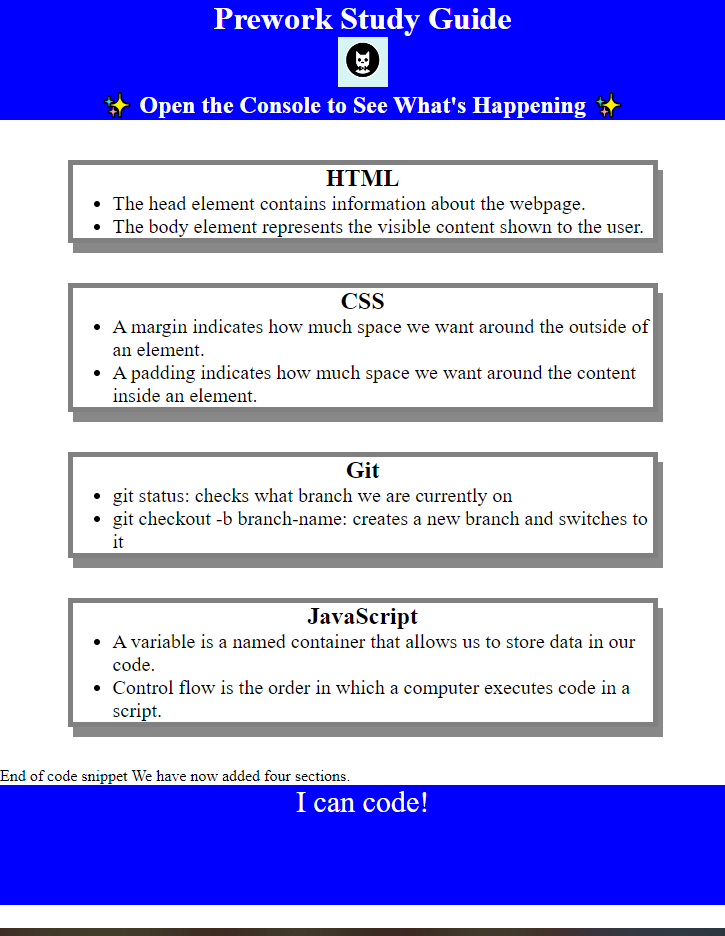 Prework Study Guide
✨ Open the Console to See What's Happening ✨
HTML
• The head element contains information about the webpage.
• The body element represents the visible content shown to the user.
CSS
• A margin indicates how much space we want around the outside of
an element.
• A padding indicates how much space we want around the content
inside an element.
Git
• git status: checks what branch we are currently on
• git checkout -b branch-name: creates a new branch and switches to
it
JavaScript
• A variable is a named container that allows us to store data in our
code.
• Control flow is the order in which a computer executes code in a
script.
End of code snippet We have now added four sections.
I can code!